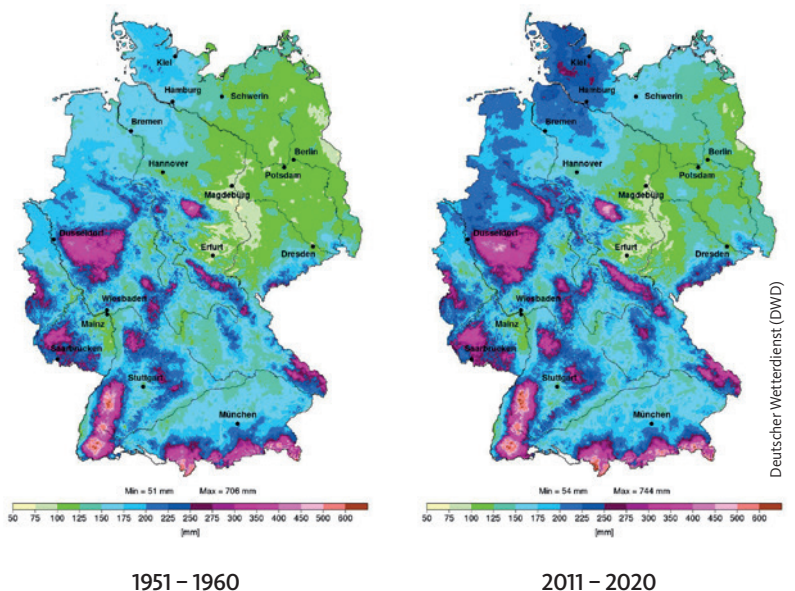 Kiel
Hamburg
Schwerin
Bremen
Berlin
Hannover
Potsdam
Magdeburg
Düsseldorf
Erfurt
Dresden
Wiesbaden
Mainz
Saarbrücken
Stuttgart
München
Min = 51 mm Max = 706 mm
50 75 100 125 150 175 200 225 250 275 300 350 400 450 500 600
[mm]
1951 – 1960
Kiel
Hamburg
Schwerin
Bremen
Berlin
Hannover
Potsdam
Magdeburg
Düsseldorf
Erfurt
Dresden
Wiesbaden
Mainz
Saarbrücken
Stuttgart
München
Min = 54 mm Max = 744 mm
50 75 100 125 150 175 200 225 250 275 300 350 400 450 500 600
[mm]
2011 – 2020
Deutscher Wetterdienst (DWD)